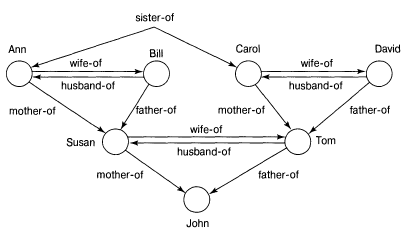 sister-of
Ann
Bill
Carol
David
wife-of
husband-of
wife-of
husband-of
mother-of
father-of
mother-of
father-of
Susan
wife-of
husband-of
Tom
mother-of
father-of
John